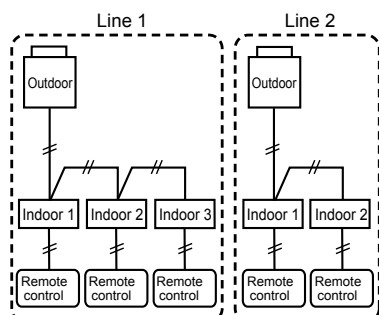 Line 1
Line 2
Outdoor
Outdoor
Indoor 1
Indoor 2
Indoor 3
Indoor 1
Indoor 2
Remote
control
Remote
control
Remote
control
Remote
control
Remote
control